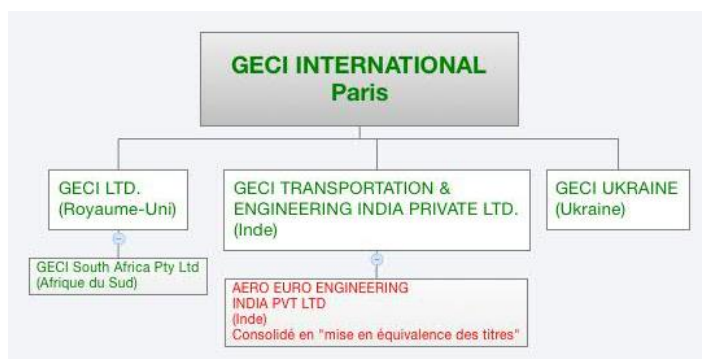 GECI INTERNATIONAL
Paris
GECI LTD.
(Royaume-Uni)
GECI TRANSPORTATION &
ENGINEERING INDIA PRIVATE LTD.
(Inde)
GECI UKRAINE
(Ukraine)
GECI South Africa Pty Ltd
(Afrique du Sud)
AERO EURO ENGINEERING
INDIA PVT LTD
(Inde)
Consolidé en "mise en équivalence des titres"